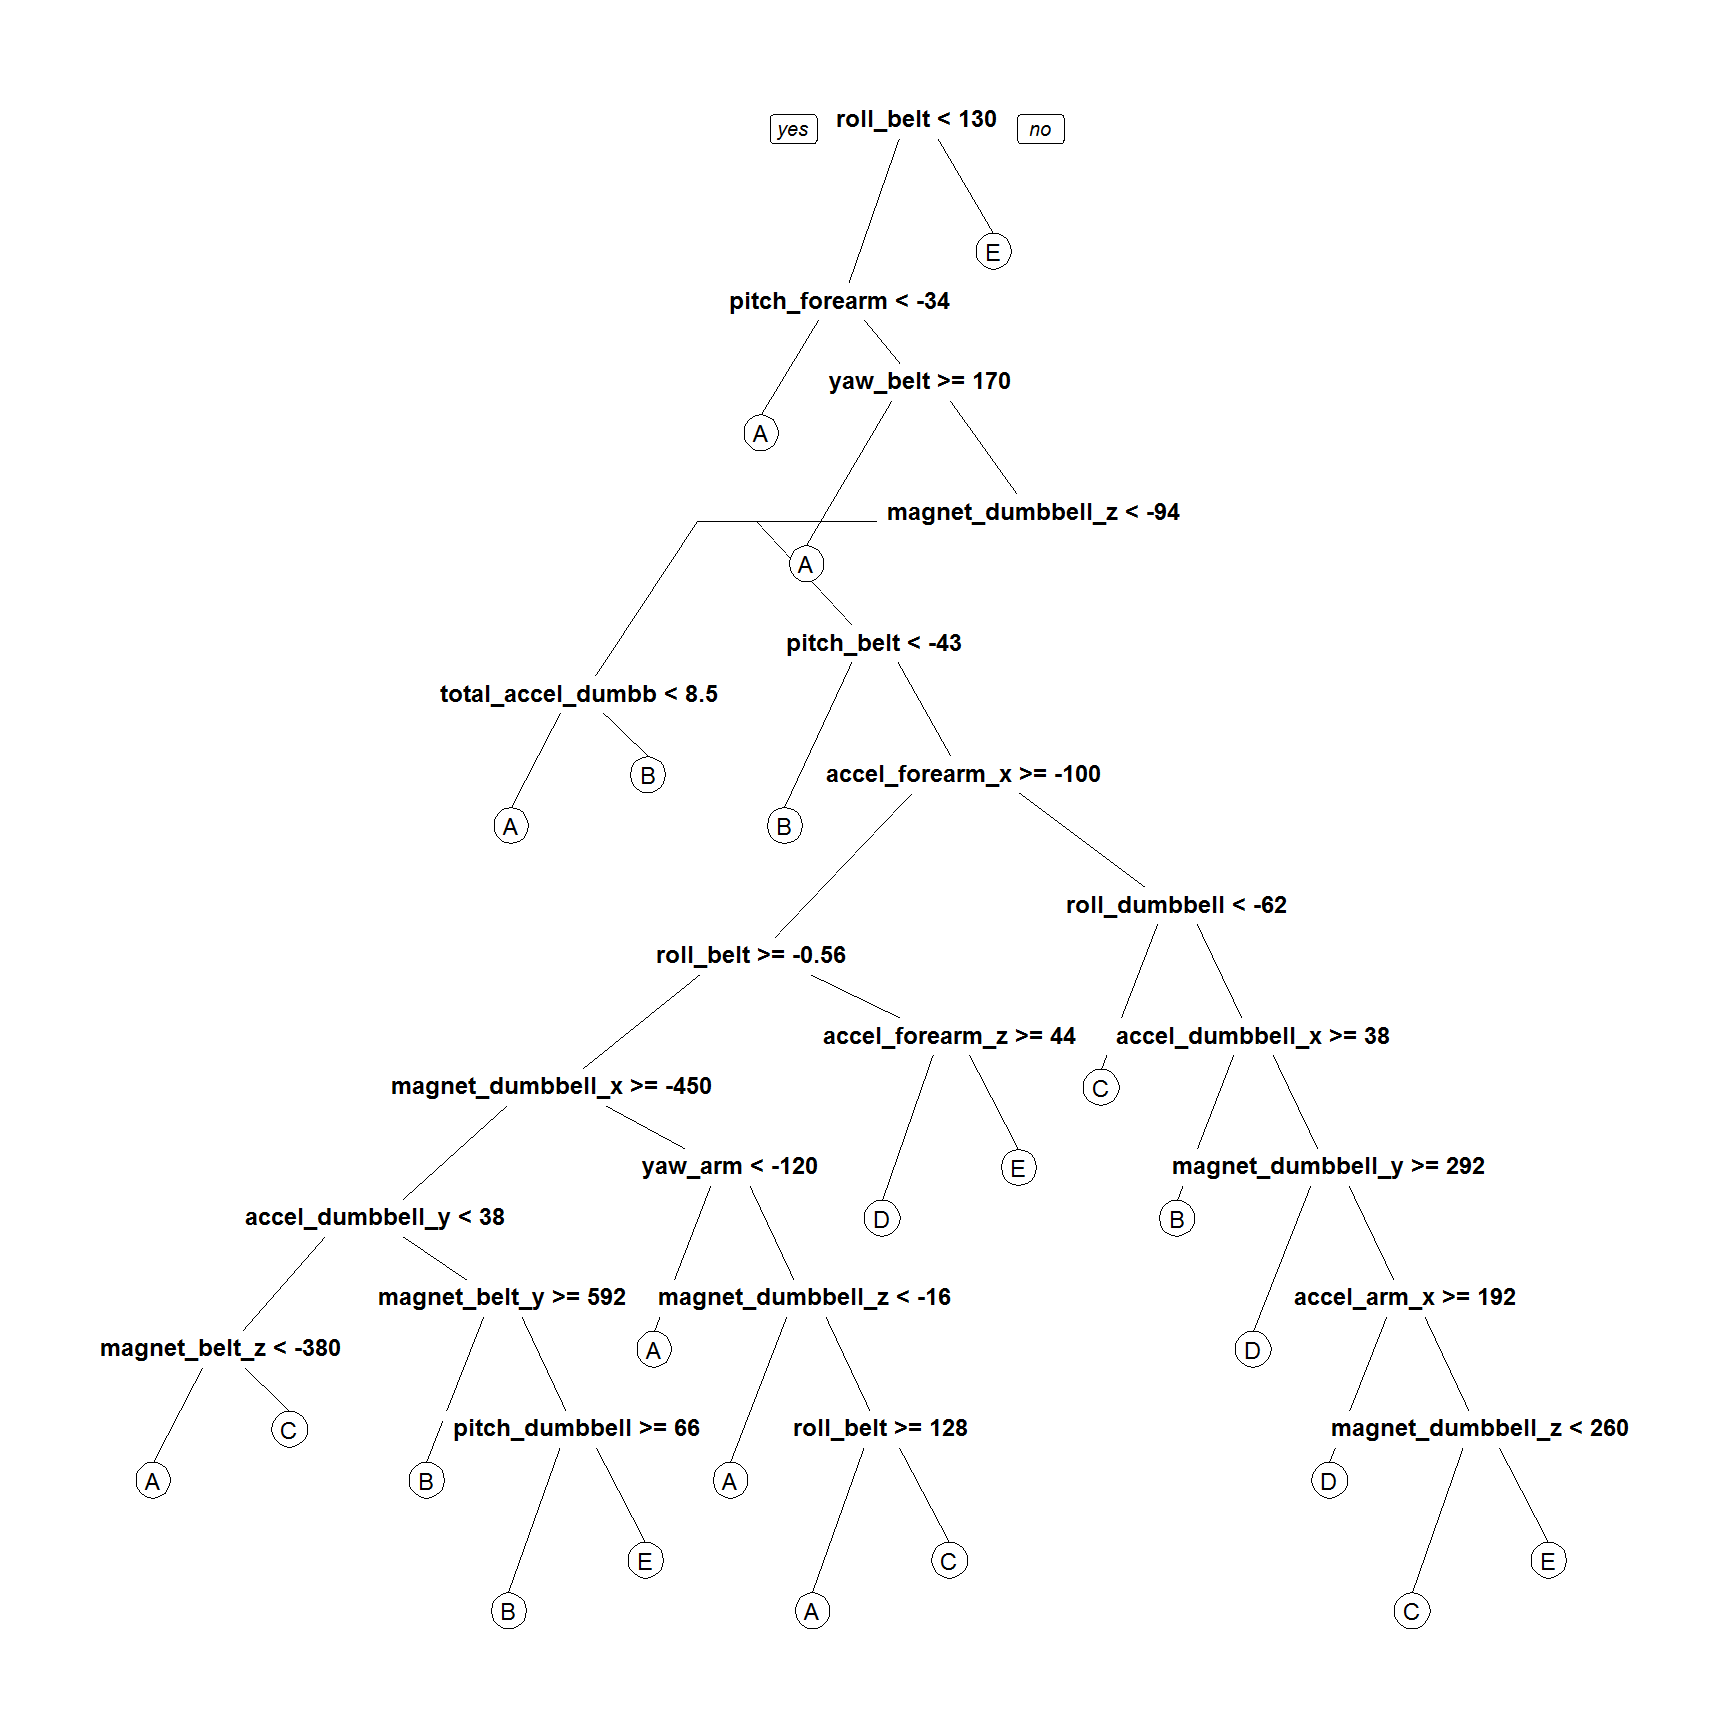 yes roll_belt < 130 no
E
pitch_forearm < -34
yaw_belt >= 170
A
magnet_dumbbell_z < -94
A
pitch_belt < -43
total_accel_dumbb < 8.5
B
accel_forearm_x >= -100
A
B
roll_dumbbell < -62
roll_belt >= -0.56
accel_forearm_z >= 44
accel_dumbbell_x >= 38
magnet_dumbbell_x >= -450
C
yaw_arm < -120
E
magnet_dumbbell_y >= 292
accel_dumbbell_y < 38
D
B
magnet_belt_y >= 592
magnet_dumbbell_z < -16
accel_arm_x >= 192
magnet_belt_z < -380
A
D
C
pitch_dumbbell >= 66
roll_belt >= 128
magnet_dumbbell_z < 260
A
B
A
D
E
C
E
B
A
C